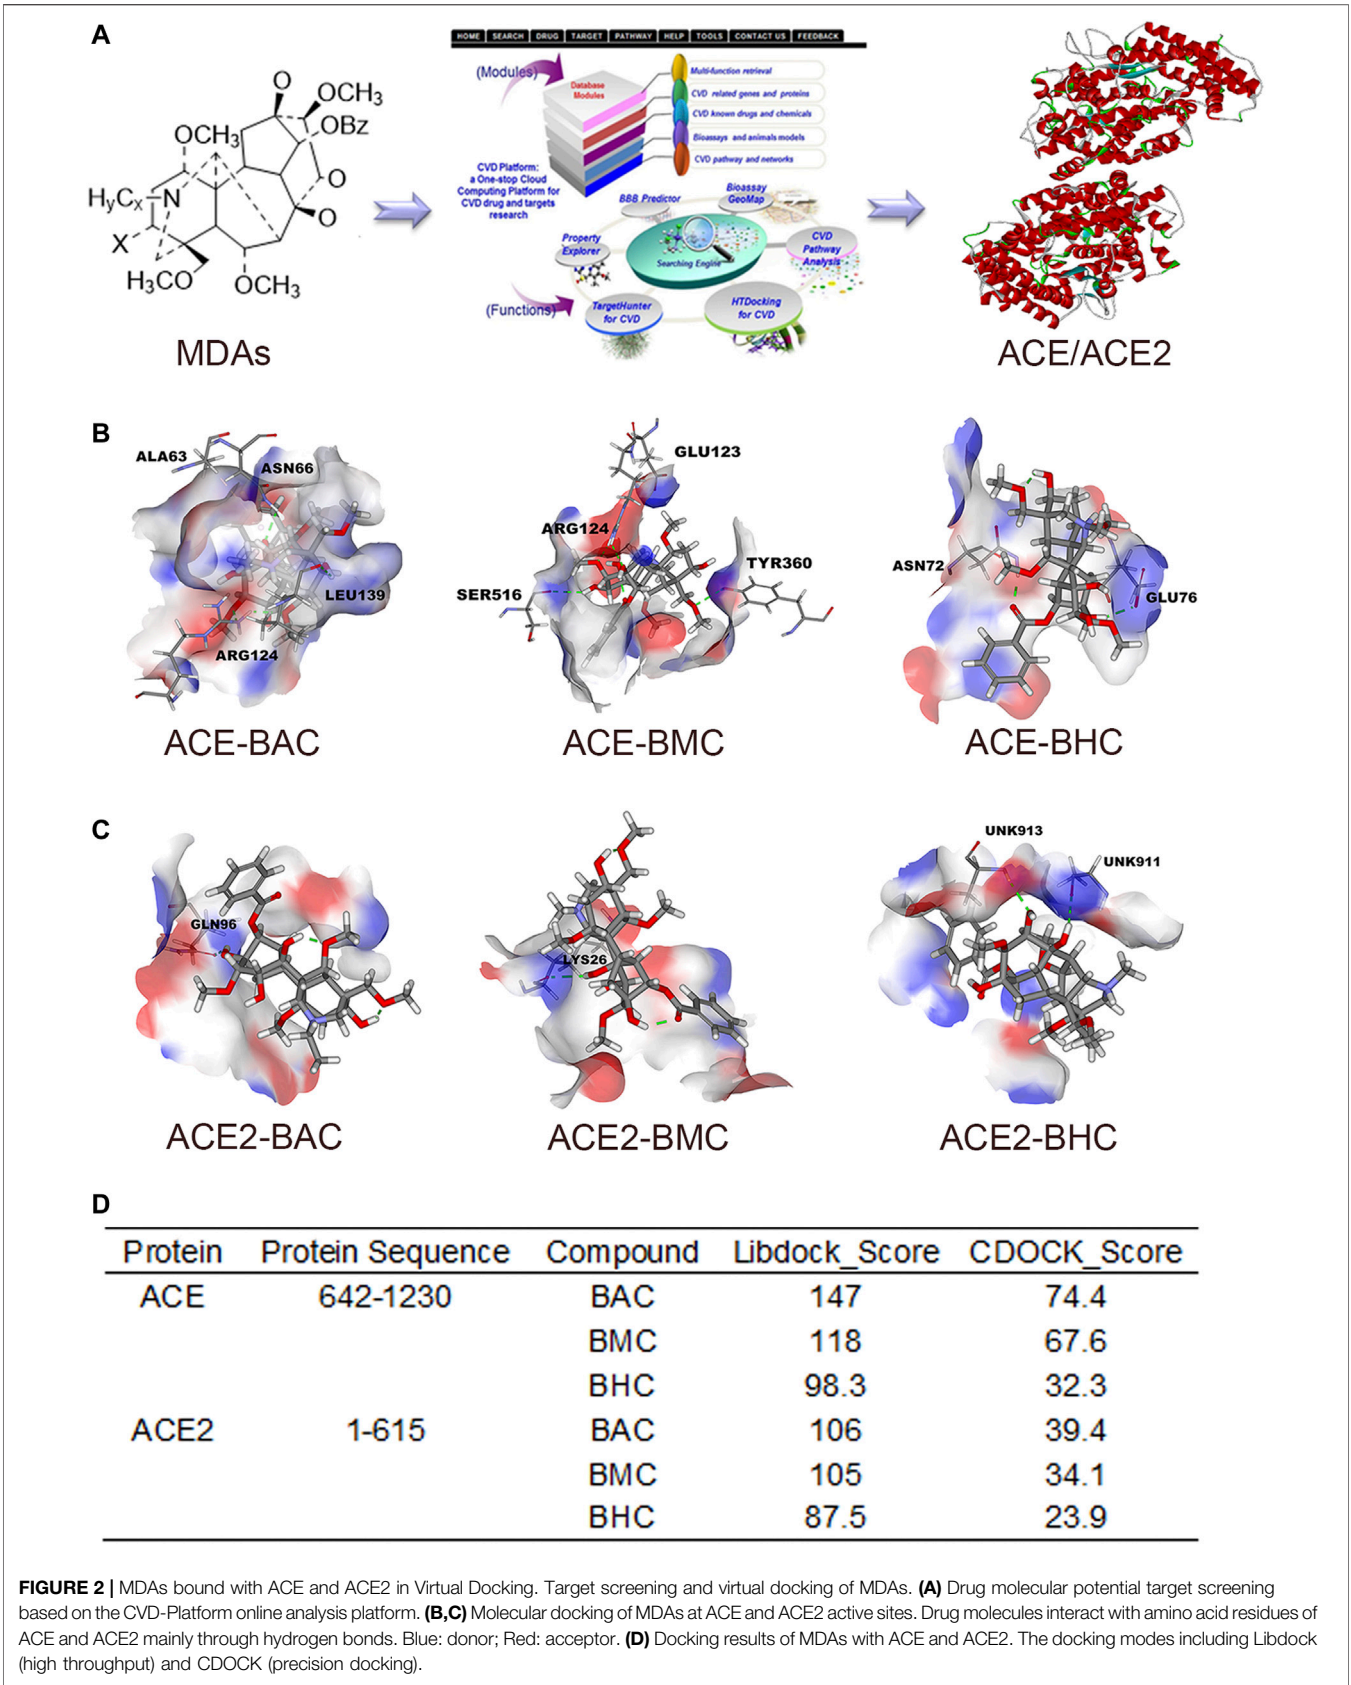 A
O
OCH3
OCH3
OBz
HyCx
N
O
O
X
H3CO
OCH3
MDAs
HOME SEARCH DRUG TARGET PATHWAY HELP TOOLS CONTACT US FEEDBACK
(Modules)
Database
Modules
Multi-function retrieval
CVD related genes and proteins
CVD known drugs and chemicals
Bioassays and animals models
CVD pathway and networks
CVD Platform:
a One-stop Cloud
Computing Platform for
CVD drug and targets
research
BBB Predictor
Bioassay
GeoMap
Property
Explorer
Searching Engine
CVD
Pathway
Analysis
(Functions)
TargetHunter
for CVD
HTDocking
for CVD
ACE/ACE2
B
ALA63
ASN66
LEU139
ARG124
ACE-BAC
GLU123
ARG124
TYR360
SER516
ACE-BMC
ASN72
GLU76
ACE-BHC
C
GLN96
ACE2-BAC
LYS26
ACE2-BMC
UNK913
UNK911
ACE2-BHC
D
Protein Protein Sequence Compound Libdock_Score CDOCK_Score
ACE 642-1230 BAC 147 74.4
BMC 118 67.6
BHC 98.3 32.3
ACE2 1-615 BAC 106 39.4
BMC 105 34.1
BHC 87.5 23.9
FIGURE 2 | MDAs bound with ACE and ACE2 in Virtual Docking. Target screening and virtual docking of MDAs. (A) Drug molecular potential target screening
based on the CVD-Platform online analysis platform. (B,C) Molecular docking of MDAs at ACE and ACE2 active sites. Drug molecules interact with amino acid residues of
ACE and ACE2 mainly through hydrogen bonds. Blue: donor; Red: acceptor. (D) Docking results of MDAs with ACE and ACE2. The docking modes including Libdock
(high throughput) and CDOCK (precision docking).